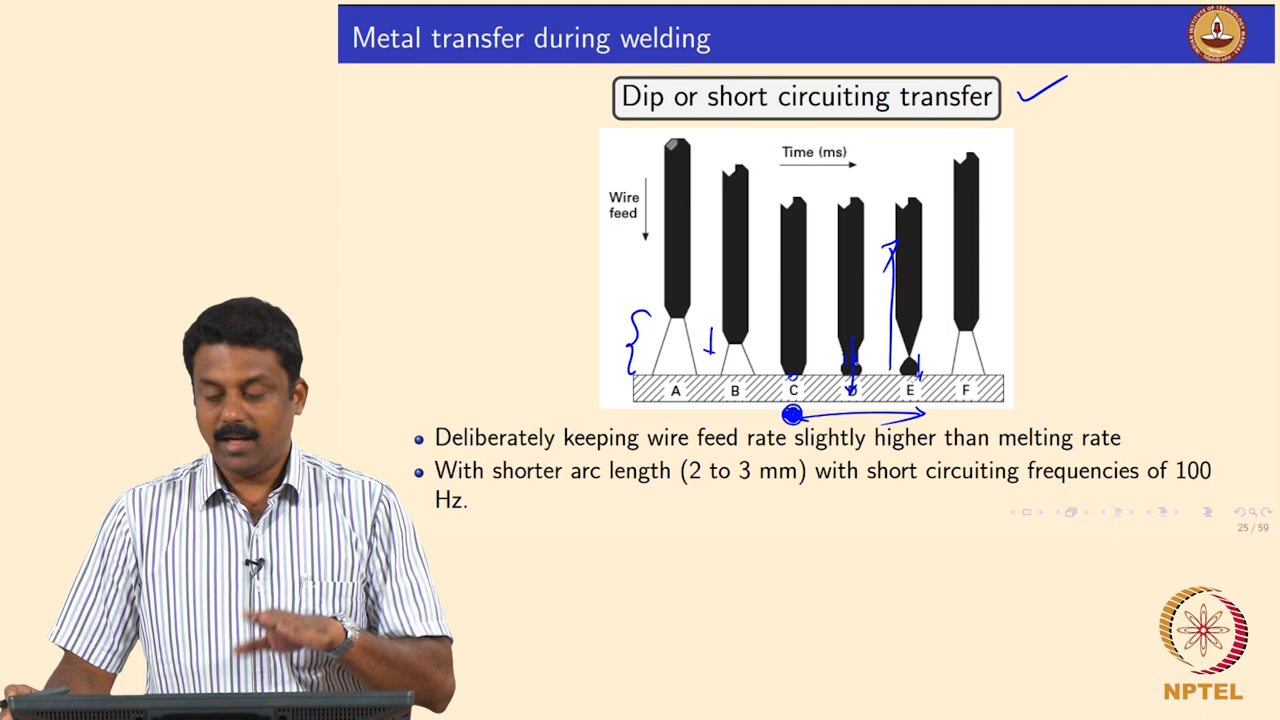 Metal transfer during welding
Dip or short circuiting transfer
Time (ms)
Wire
feed
A B C D E F
Deliberately keeping wire feed rate slightly higher than melting rate
With shorter arc length (2 to 3 mm) with short circuiting frequencies of 100
Hz.
25 / 59
NPTEL